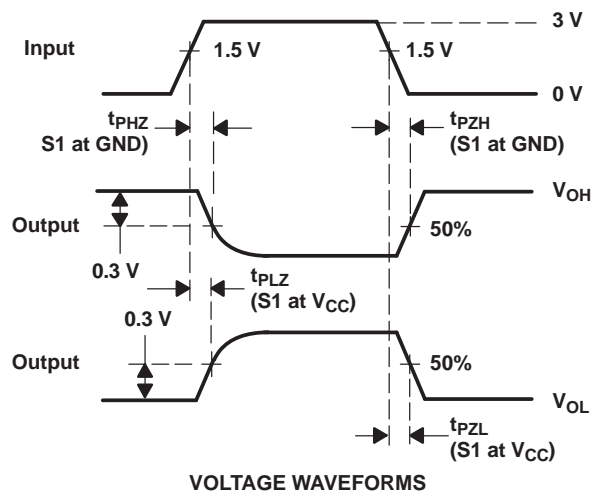 3 V
Input
1.5 V
1.5 V
0 V
tPHZ
S1 at GND)
tPZH
(S1 at GND)
VOH
Output
50%
0.3 V
tPLZ
(S1 at VCC)
0.3 V
Output
50%
VOL
tPZL
(S1 at VCC)
VOLTAGE WAVEFORMS